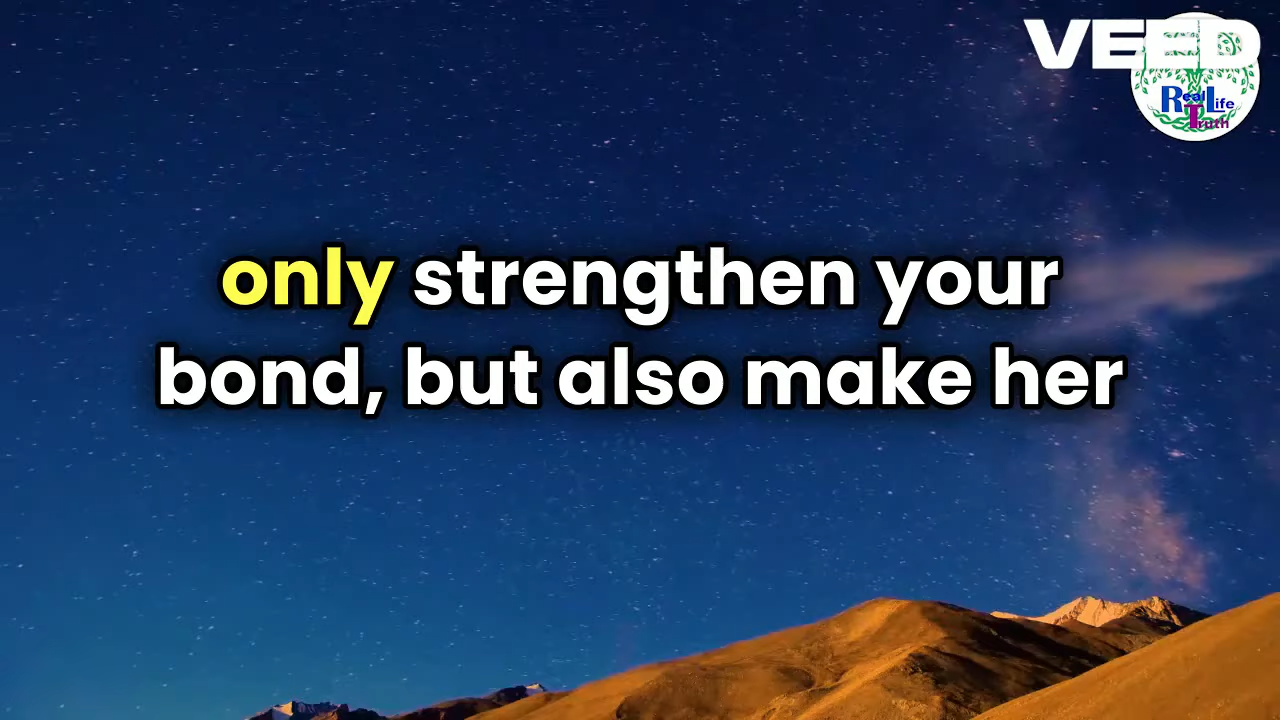 VEED
Real Life
Truth
only strengthen your
bond, but also make her